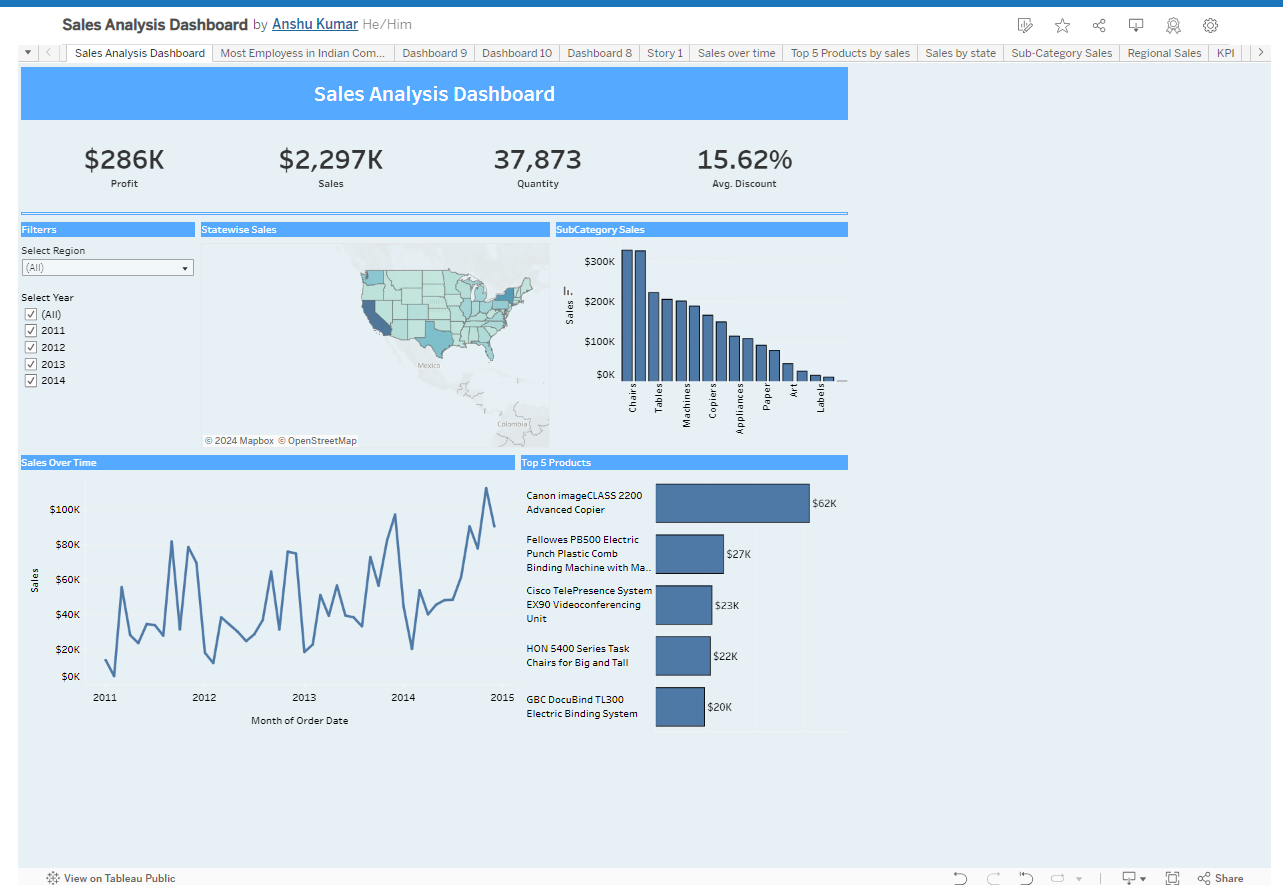 Sales Analysis Dashboard by Anshu Kumar He/Him
Sales Analysis Dashboard
Most Employess in Indian Com...
Dashboard 9
Dashboard 10
Dashboard 8
Story 1
Sales over time
Top 5 Products by sales
Sales by state
Sub-Category Sales
Regional Sales
KPI
Sales Analysis Dashboard
$286K
Profit
$2,297K
Sales
37,873
Quantity
15.62%
Avg. Discount
Filterrs
Select Region
(All)
Select Year
(All)
2011
2012
2013
2014
Statewise Sales
Mexico
Colombia
© 2024 Mapbox © OpenStreetMap
SubCategory Sales
Sales
$300K
$200K
$100K
$0K
Chairs
Tables
Machines
Copiers
Appliances
Paper
Art
Labels
Sales Over Time
Sales
$100K
$80K
$60K
$40K
$20K
$0K
2011
2012
2013
2014
2015
Month of Order Date
Top 5 Products
Canon imageCLASS 2200
Advanced Copier
$62K
Fellowes PB500 Electric
Punch Plastic Comb
Binding Machine with Ma..
$27K
Cisco TelePresence System
EX90 Videoconferencing
Unit
$23K
HON 5400 Series Task
Chairs for Big and Tall
$22K
GBC DocuBind TL300
Electric Binding System
$20K
View on Tableau Public
Share